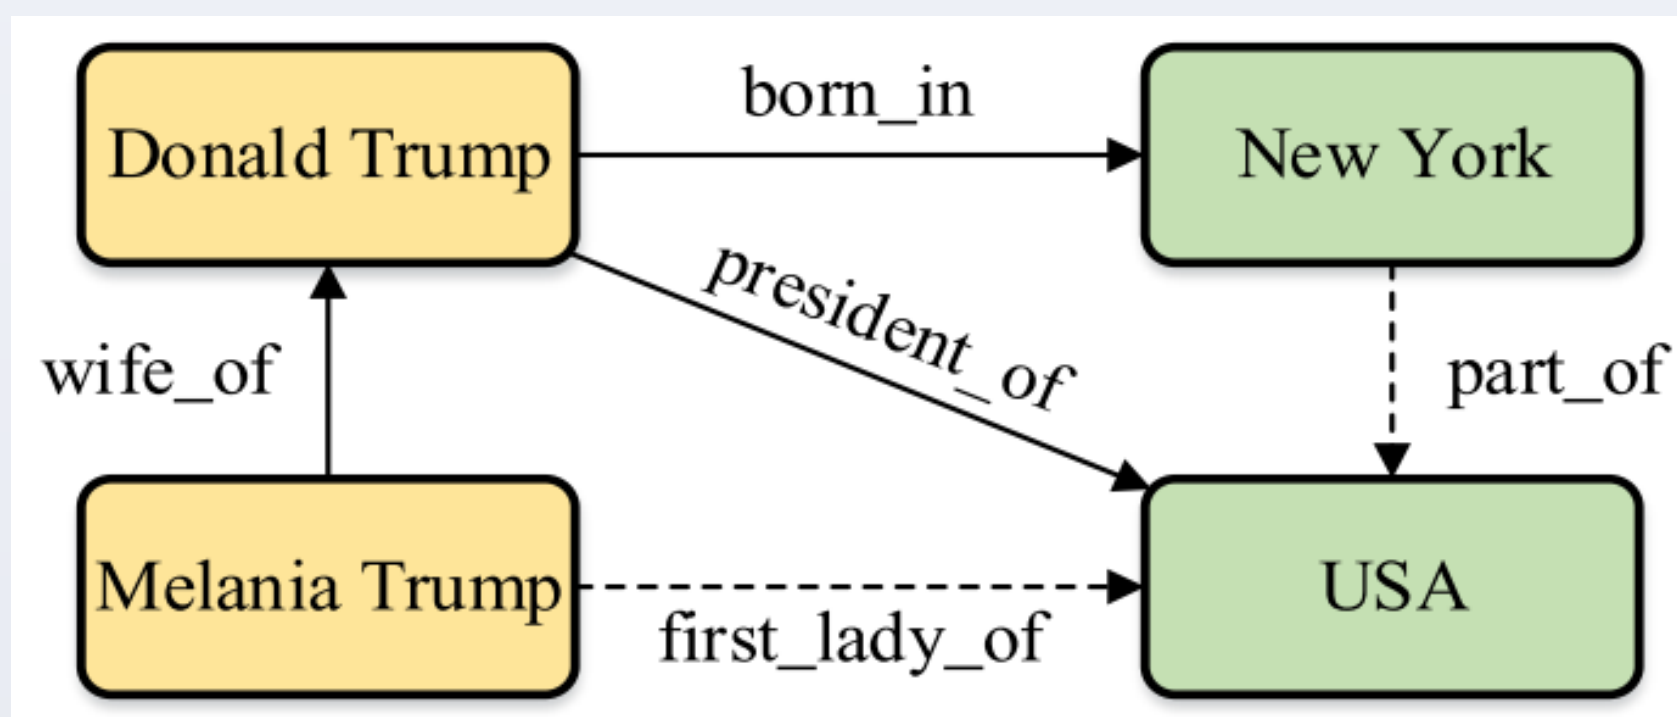 born_in
Donald Trump
New York
president_of
wife_of
part_of
Melania Trump
USA
first_lady_of